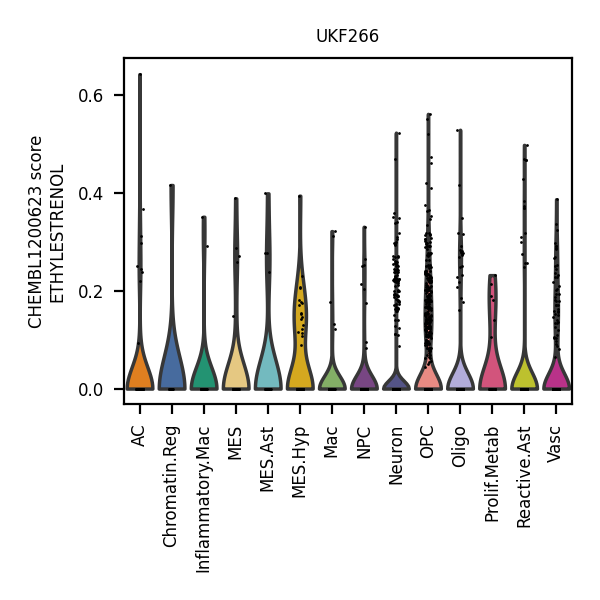 UKF266
CHEMBL1200623 score
ETHYLESTRENOL
0.6
0.4
0.2
0.0
AC
Chromatin.Reg
Inflammatory.Mac
MES
MES.Ast
MES.Hyp
Mac
NPC
Neuron
OPC
Oligo
Prolif.Metab
Reactive.Ast
Vasc